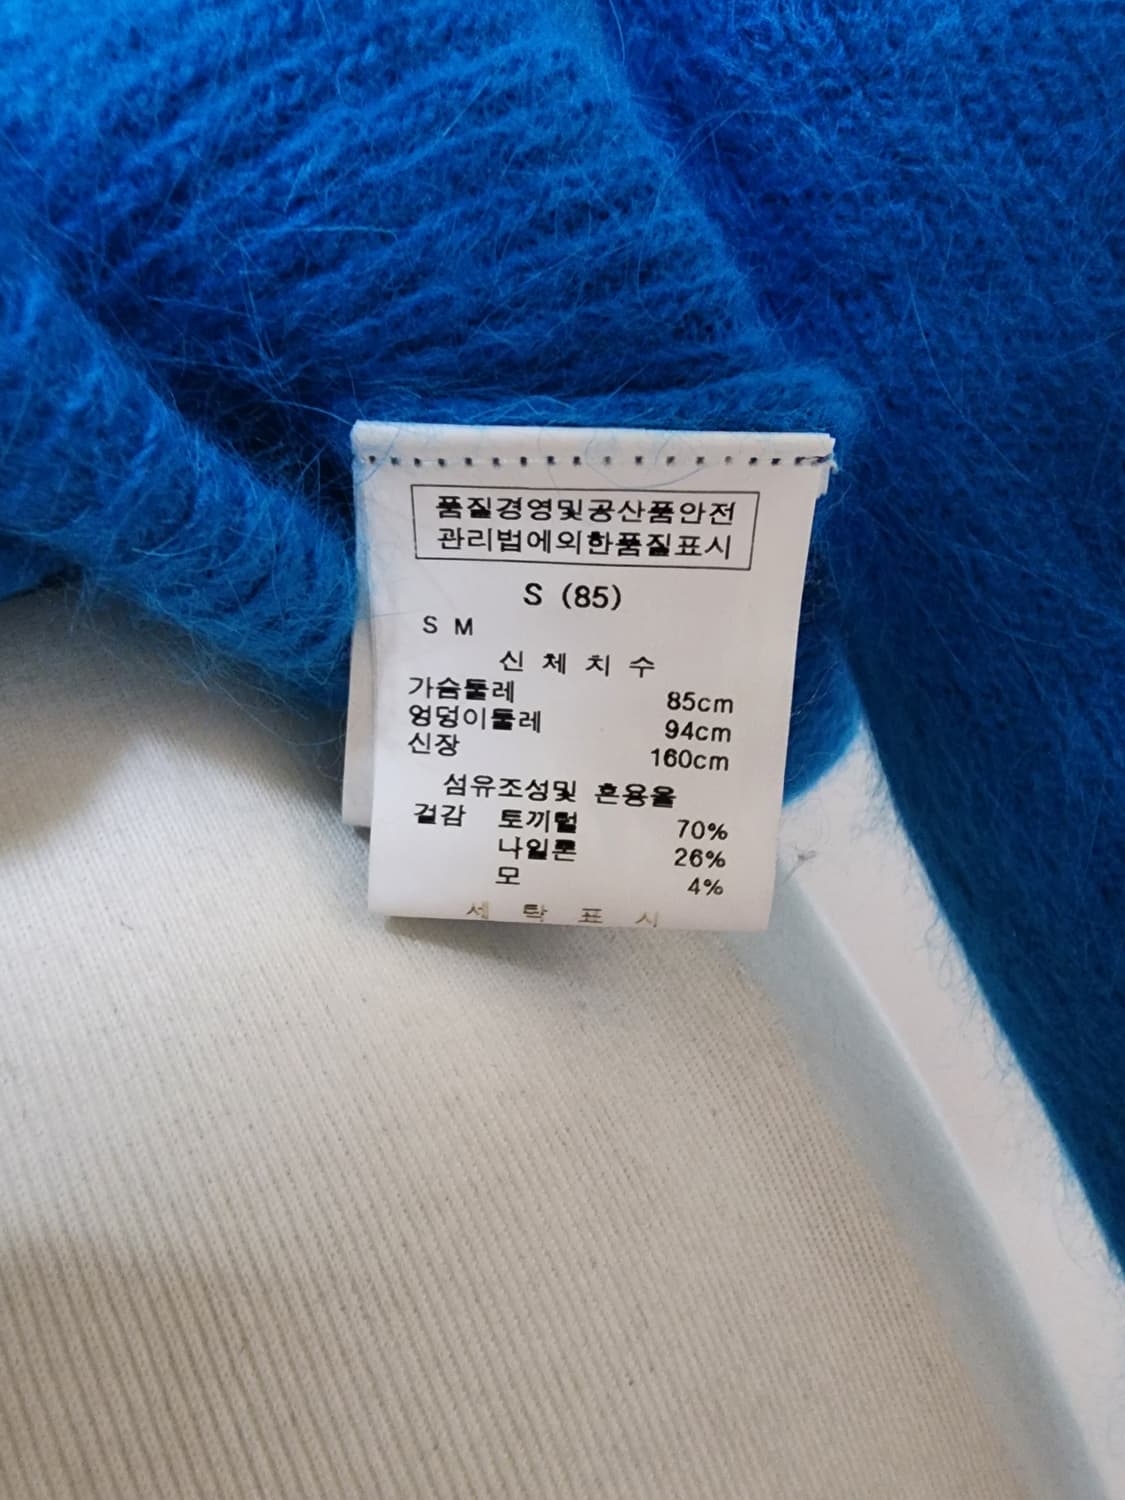 품질경영및공산품안전
관리법에의한품질표시
S (85)
S M
신 체 치 수
가슴둘레 85cm
엉덩이둘레 94cm
신장 160cm
섬유조성및 혼용율
겉감 토끼털 70%
나일론 26%
모 4%
세 탁 표 시